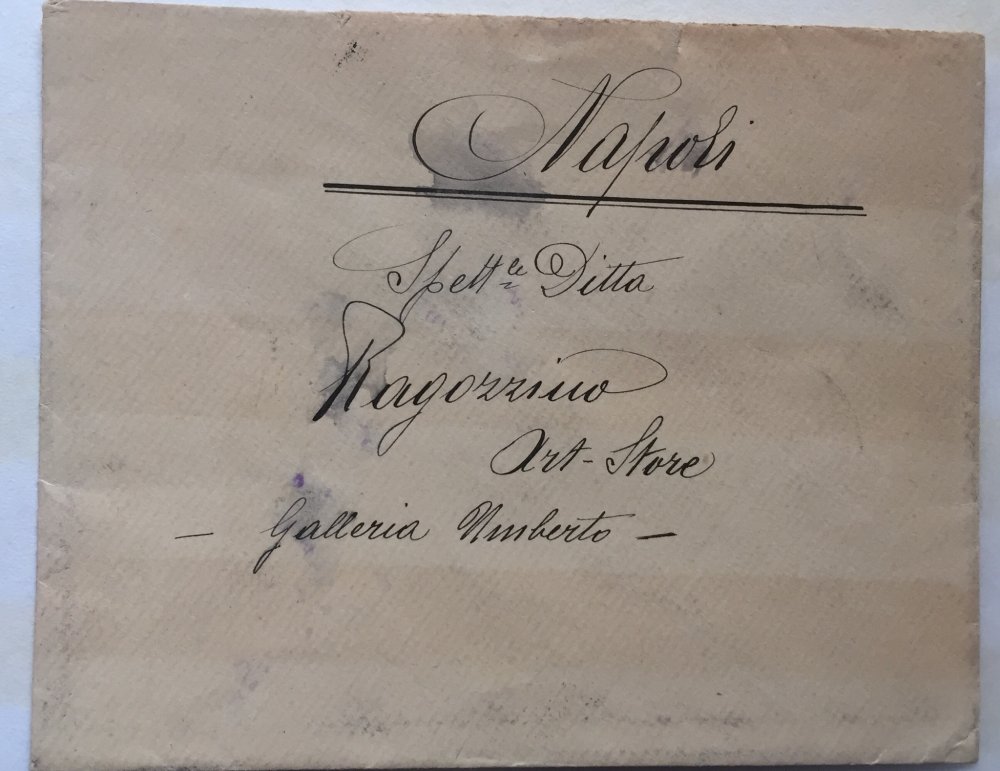 Napoli
Spett.le Ditta
Ragozzino
Art-Store
- Galleria Umberto -